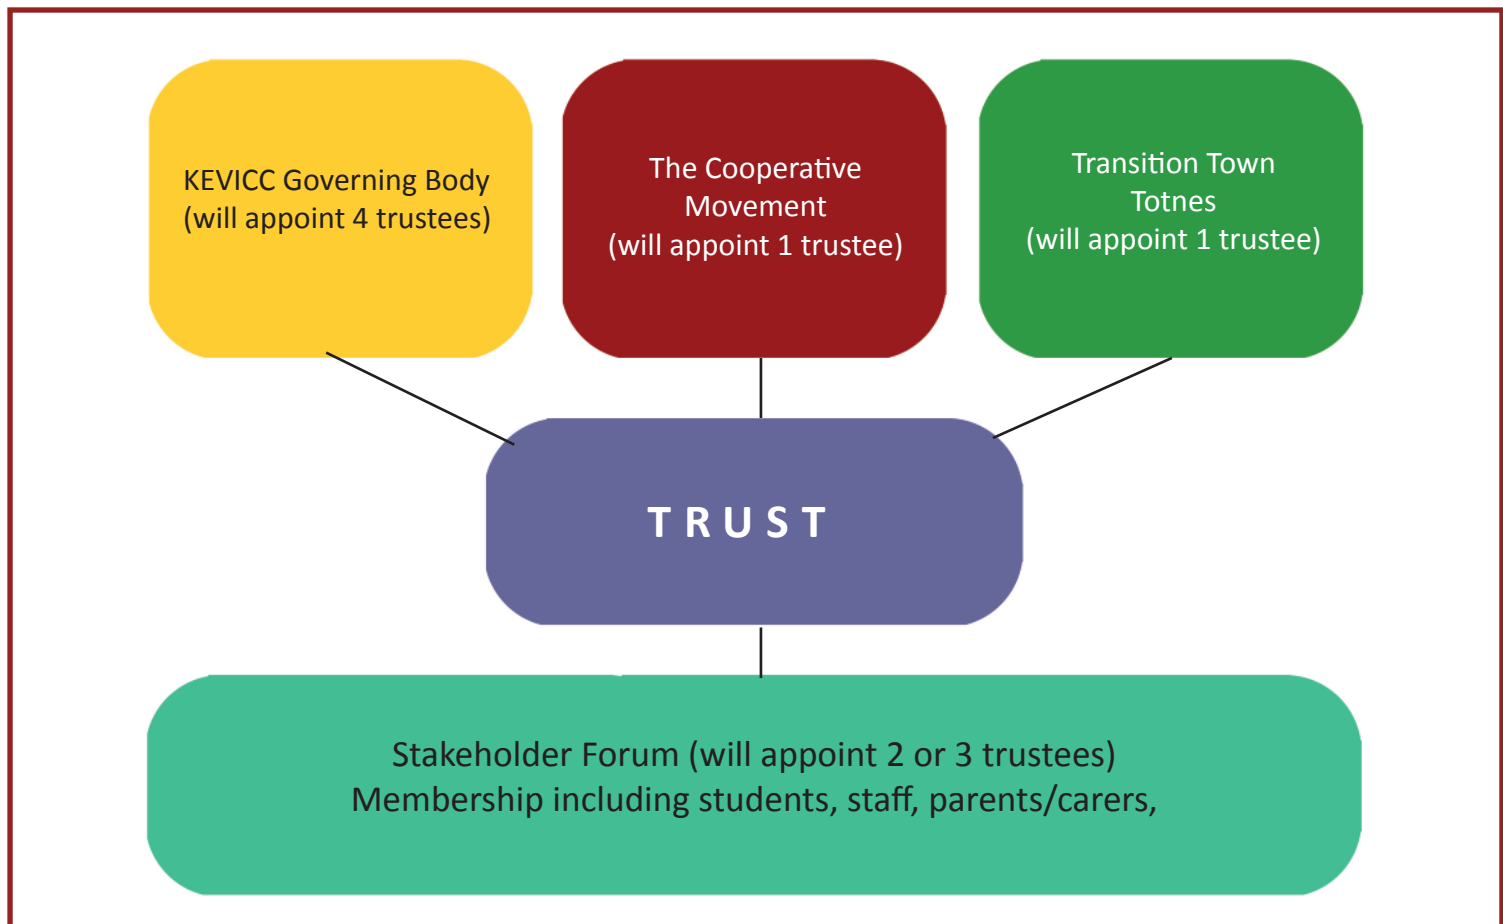 KEVICC Governing Body
(will appoint 4 trustees)
The Cooperative
Movement
(will appoint 1 trustee)
Transition Town
Totnes
(will appoint 1 trustee)
TRUST
Stakeholder Forum (will appoint 2 or 3 trustees)
Membership including students, staff, parents/carers,